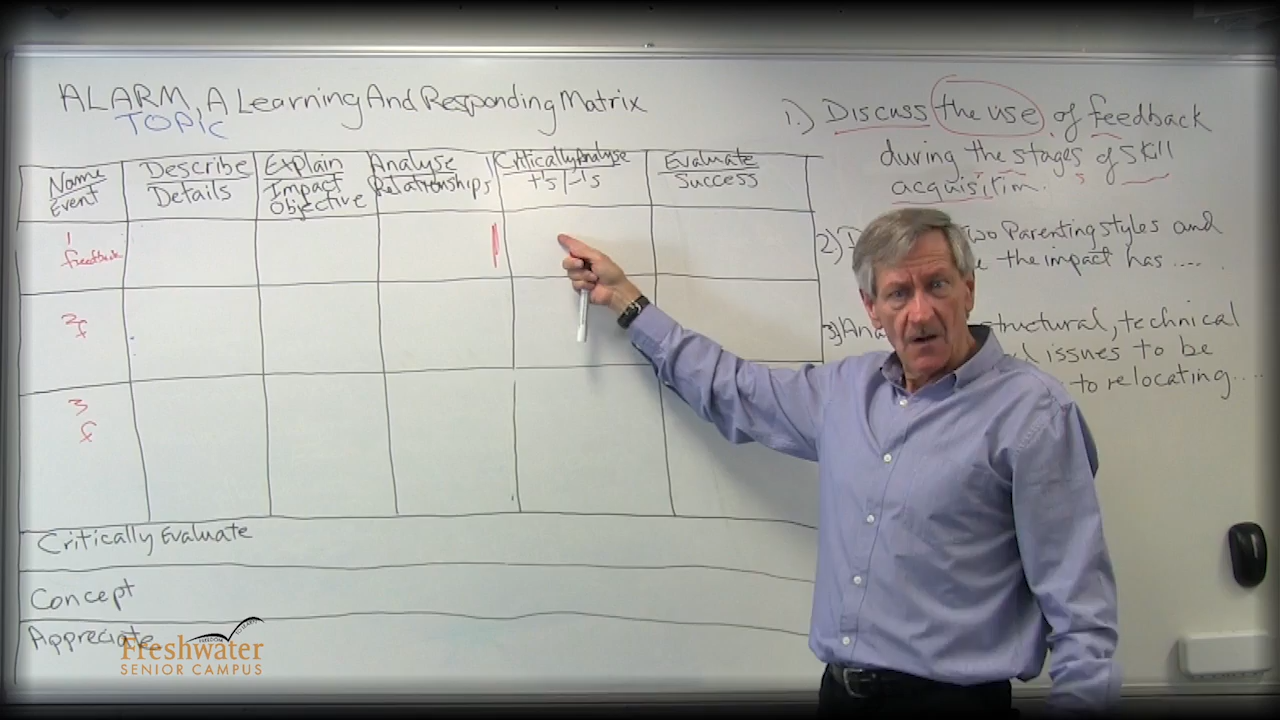 ALARM, A Learning And Responding Matrix
TOPIC
Name
Event
Describe
Details
Explain
Impact
Objective
Analyse
Relationships
Critically Analyse
+'s/-'s
Evaluate
Success
1
feedback
2
f
3
f
Critically Evaluate
Concept
Appreciate
Freshwater
SENIOR CAMPUS
1.) Discuss the use of feedback
during the stages of skill
acquisition.
2) Parenting styles and
the impact has ....
3) structural, technical
issues to be
to relocating ....